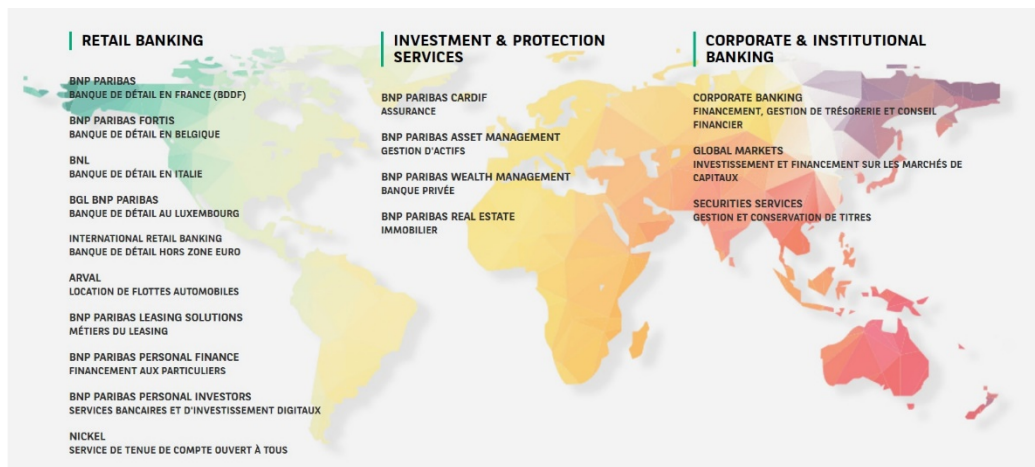 RETAIL BANKING
BNP PARIBAS
BANQUE DE DÉTAIL EN FRANCE (BDDF)
BNP PARIBAS FORTIS
BANQUE DE DÉTAIL EN BELGIQUE
BNL
BANQUE DE DÉTAIL EN ITALIE
BGL BNP PARIBAS
BANQUE DE DÉTAIL AU LUXEMBOURG
INTERNATIONAL RETAIL BANKING
BANQUE DE DÉTAIL HORS ZONE EURO
ARVAL
LOCATION DE FLOTTES AUTOMOBILES
BNP PARIBAS LEASING SOLUTIONS
MÉTIERS DU LEASING
BNP PARIBAS PERSONAL FINANCE
FINANCEMENT AUX PARTICULIERS
BNP PARIBAS PERSONAL INVESTORS
SERVICES BANCAIRES ET D'INVESTISSEMENT DIGITAUX
NICKEL
SERVICE DE TENUE DE COMPTE OUVERT À TOUS
INVESTMENT & PROTECTION
SERVICES
BNP PARIBAS CARDIF
ASSURANCE
BNP PARIBAS ASSET MANAGEMENT
GESTION D'ACTIFS
BNP PARIBAS WEALTH MANAGEMENT
BANQUE PRIVÉE
BNP PARIBAS REAL ESTATE
IMMOBILIER
CORPORATE & INSTITUTIONAL
BANKING
CORPORATE BANKING
FINANCEMENT, GESTION DE TRÉSORERIE ET CONSEIL
FINANCIER
GLOBAL MARKETS
INVESTISSEMENT ET FINANCEMENT SUR LES MARCHÉS DE
CAPITAUX
SECURITIES SERVICES
GESTION ET CONSERVATION DE TITRES